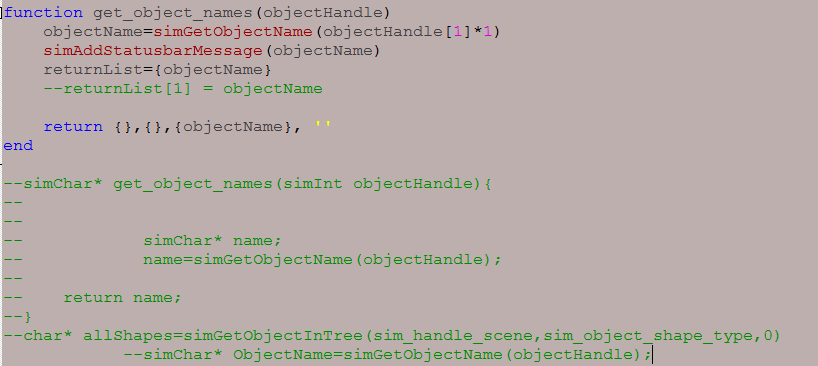 function get_object_names(objectHandle)
    objectName=simGetObjectName(objectHandle[1]*1)
    simAddStatusbarMessage(objectName)
    returnList={objectName}
    --returnList[1] = objectName

    return {},{},{objectName}, ''
end

--simChar* get_object_names(simInt objectHandle){
--
--
--            simChar* name;
--            name=simGetObjectName(objectHandle);
--
--    return name;
--}
--char* allShapes=simGetObjectInTree(sim_handle_scene,sim_object_shape_type,0)
            --simChar* ObjectName=simGetObjectName(objectHandle);